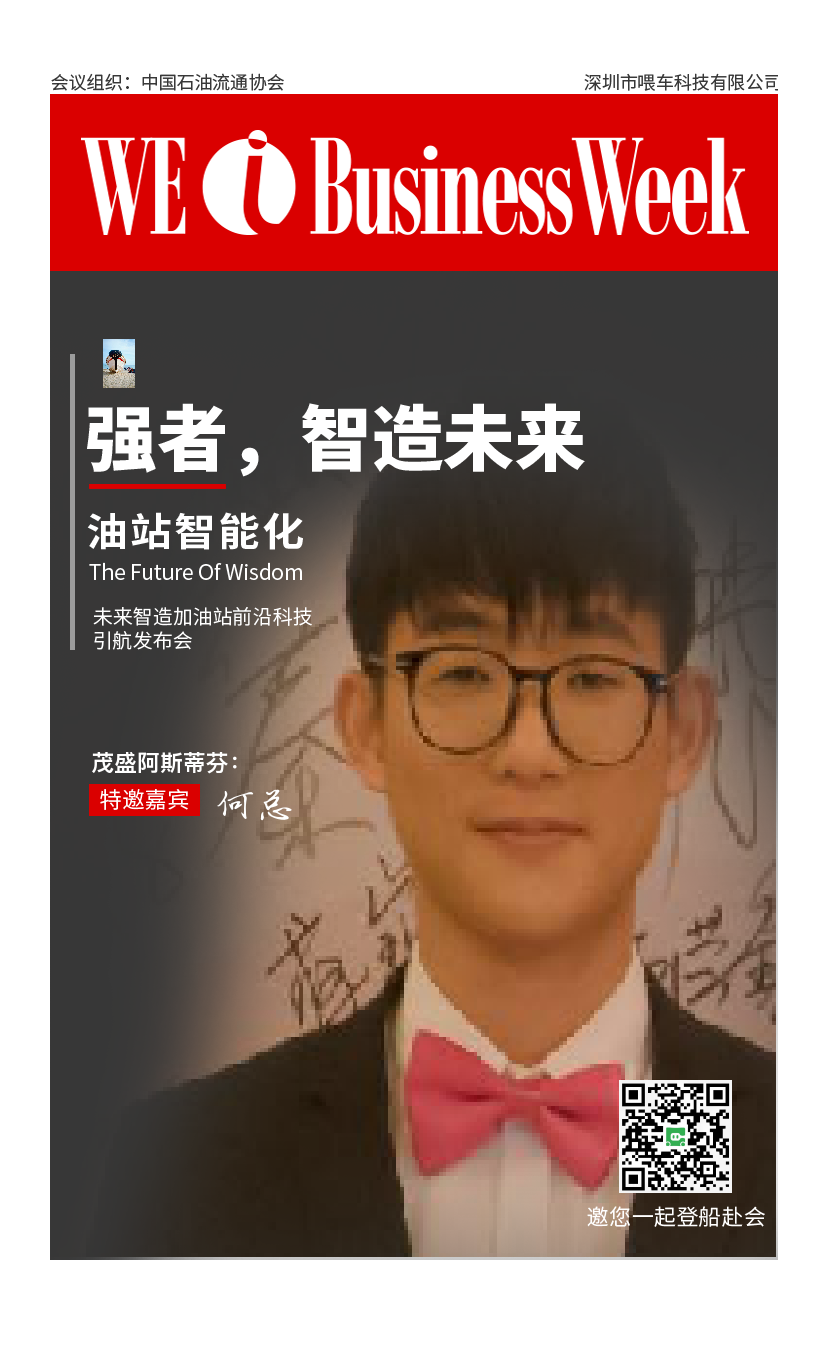 会议组织：中国石油流通协会
深圳市喂车科技有限公司
WE i BusinessWeek
强者，智造未来
油站智能化
The Future Of Wisdom
未来智造加油站前沿科技
引航发布会
茂盛阿斯蒂芬：
特邀嘉宾 何总
邀您一起登船赴会